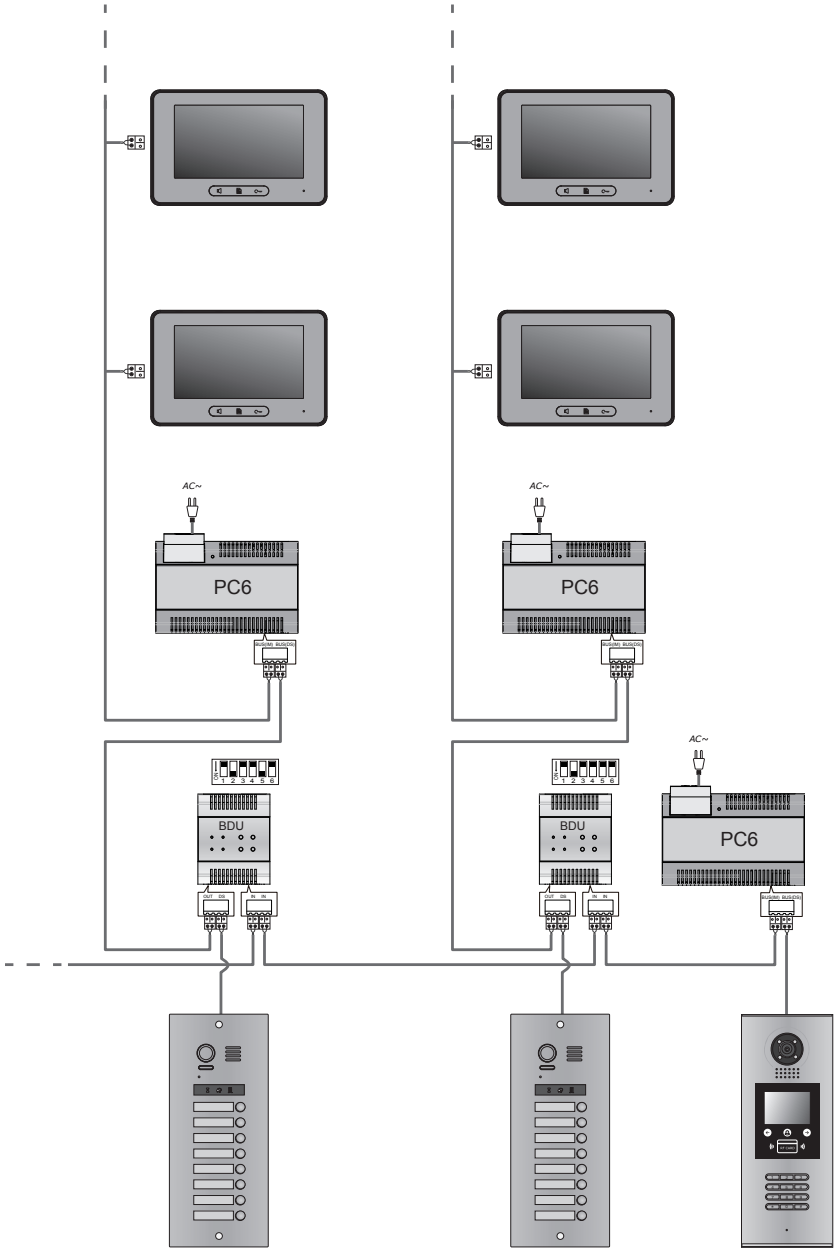 AC~ AC~
PC6 PC6
BUS(IM) BUS(DS) BUS(IM) BUS(DS)
AC~
ON 1 2 3 4 5 6 ON 1 2 3 4 5 6
BDU BDU
PC6
OUT DS IN IN OUT DS IN IN BUS(IM) BUS(DS)